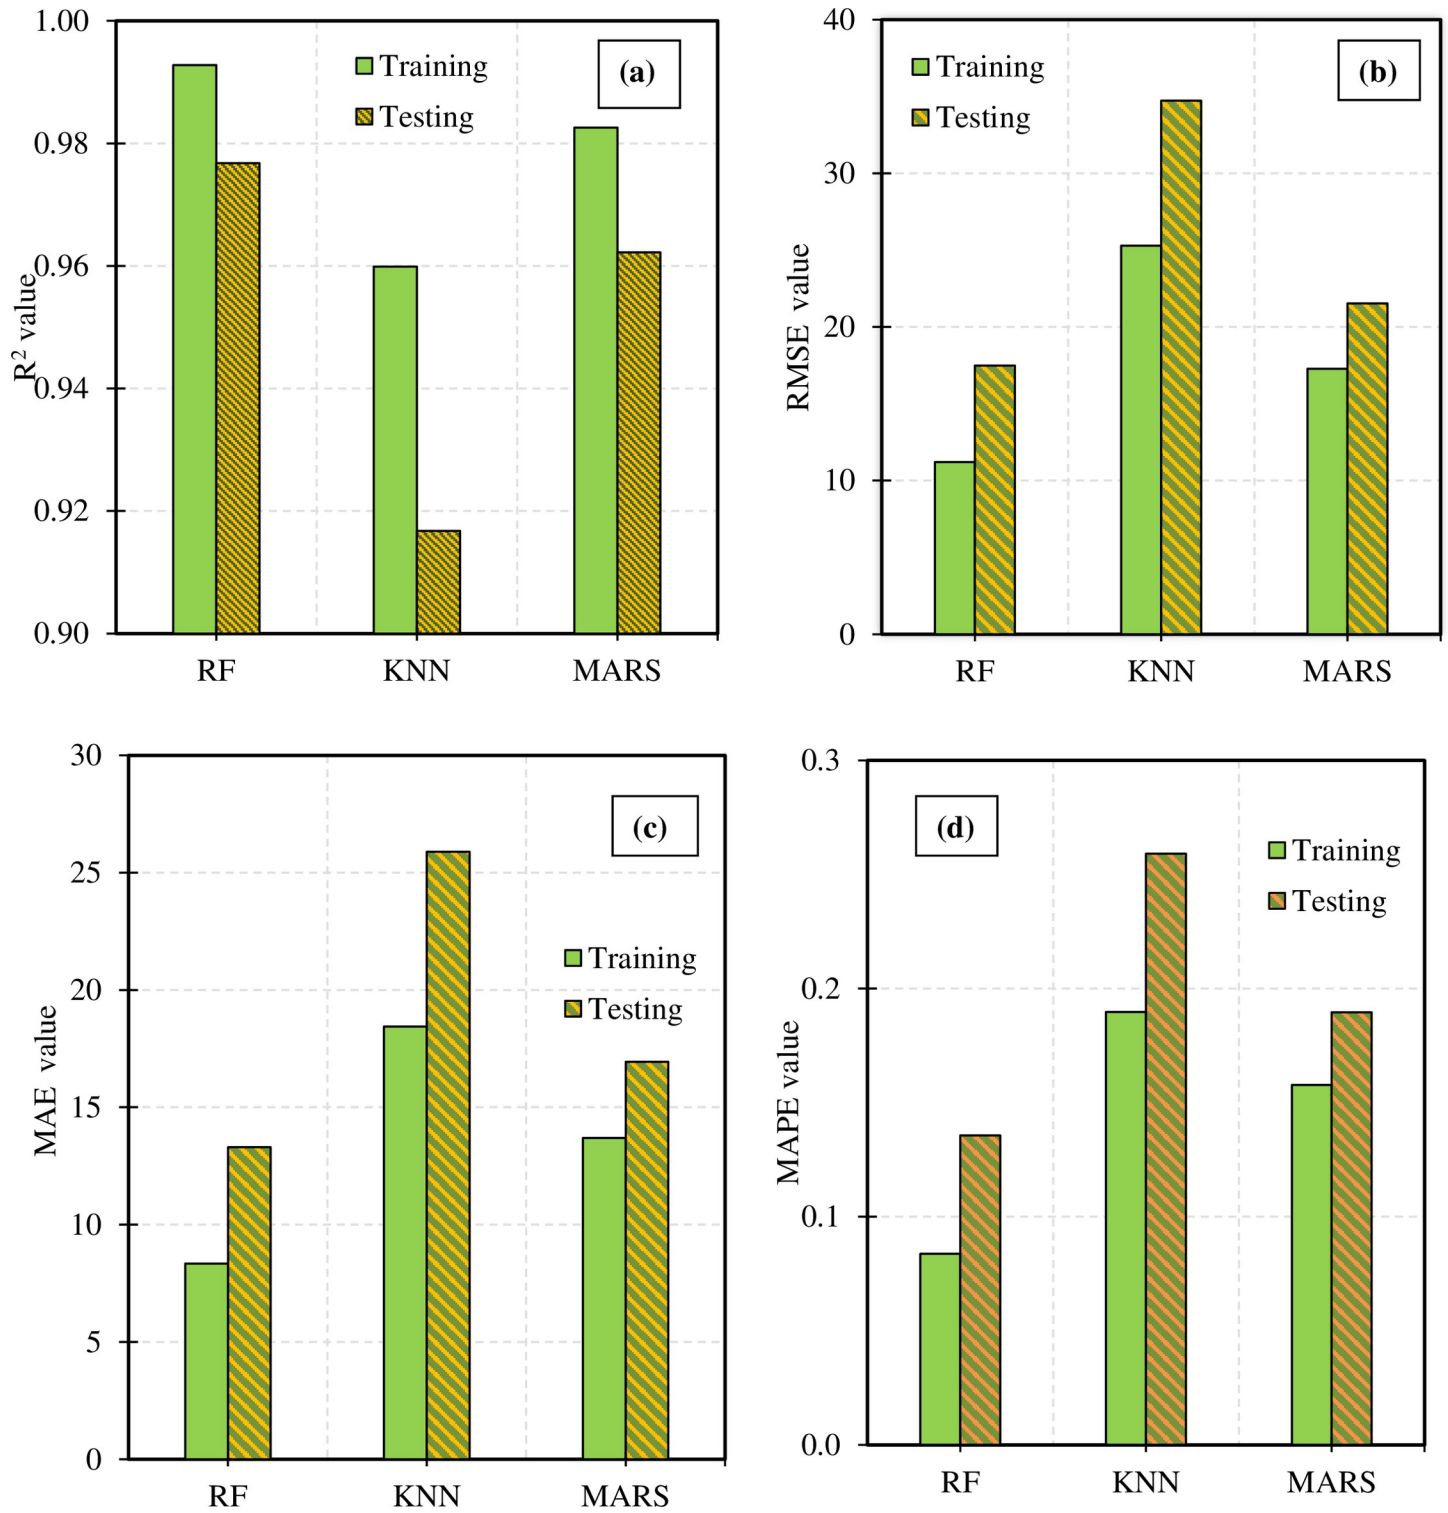 1.00
0.98
0.96
0.94
0.92
0.90
R² value
Training
Testing
(a)
RF KNN MARS
40
30
20
10
0
RMSE value
Training
Testing
(b)
RF KNN MARS
30
25
20
15
10
5
0
MAE value
(c)
Training
Testing
RF KNN MARS
0.3
0.2
0.1
0.0
MAPE value
(d)
Training
Testing
RF KNN MARS